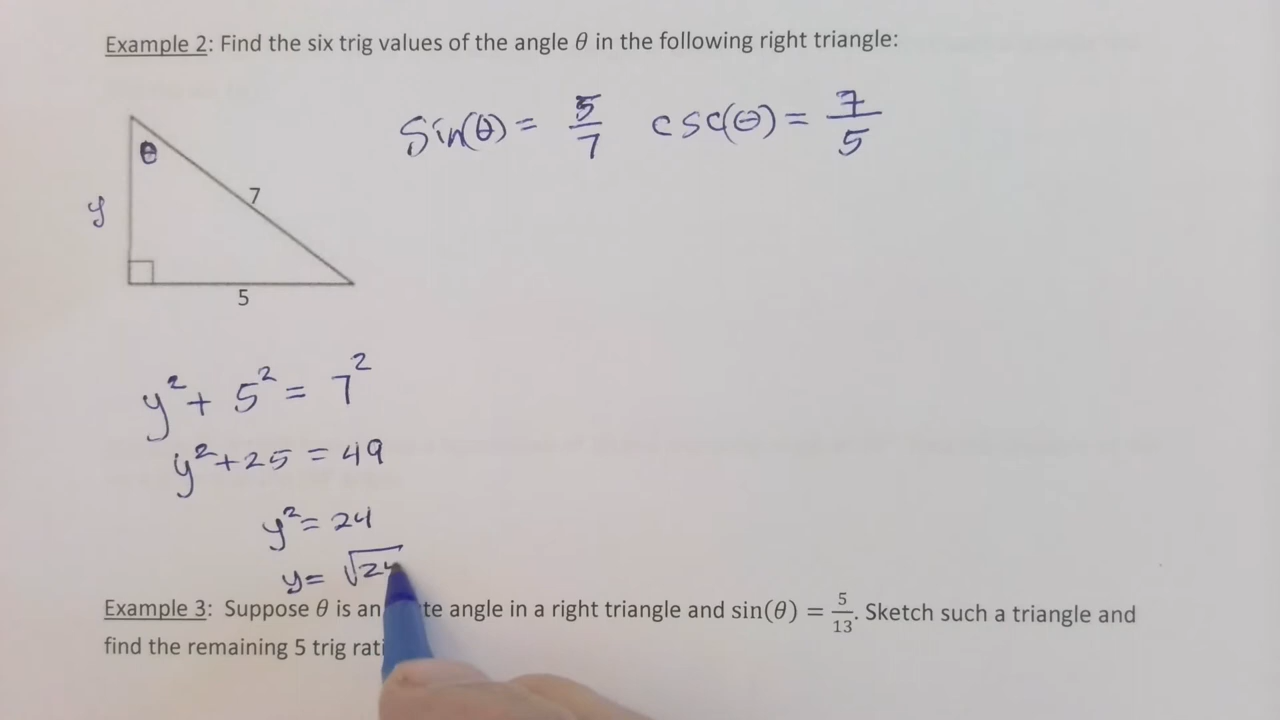 Example 2: Find the six trig values of the angle θ in the following right triangle:
sin(θ) = 5/7 csc(θ) = 7/5
θ
7
y
5
y² + 5² = 7²
y² + 25 = 49
y² = 24
y = √24
Example 3: Suppose θ is an te angle in a right triangle and sin(θ) = 5/13. Sketch such a triangle and
find the remaining 5 trig rati